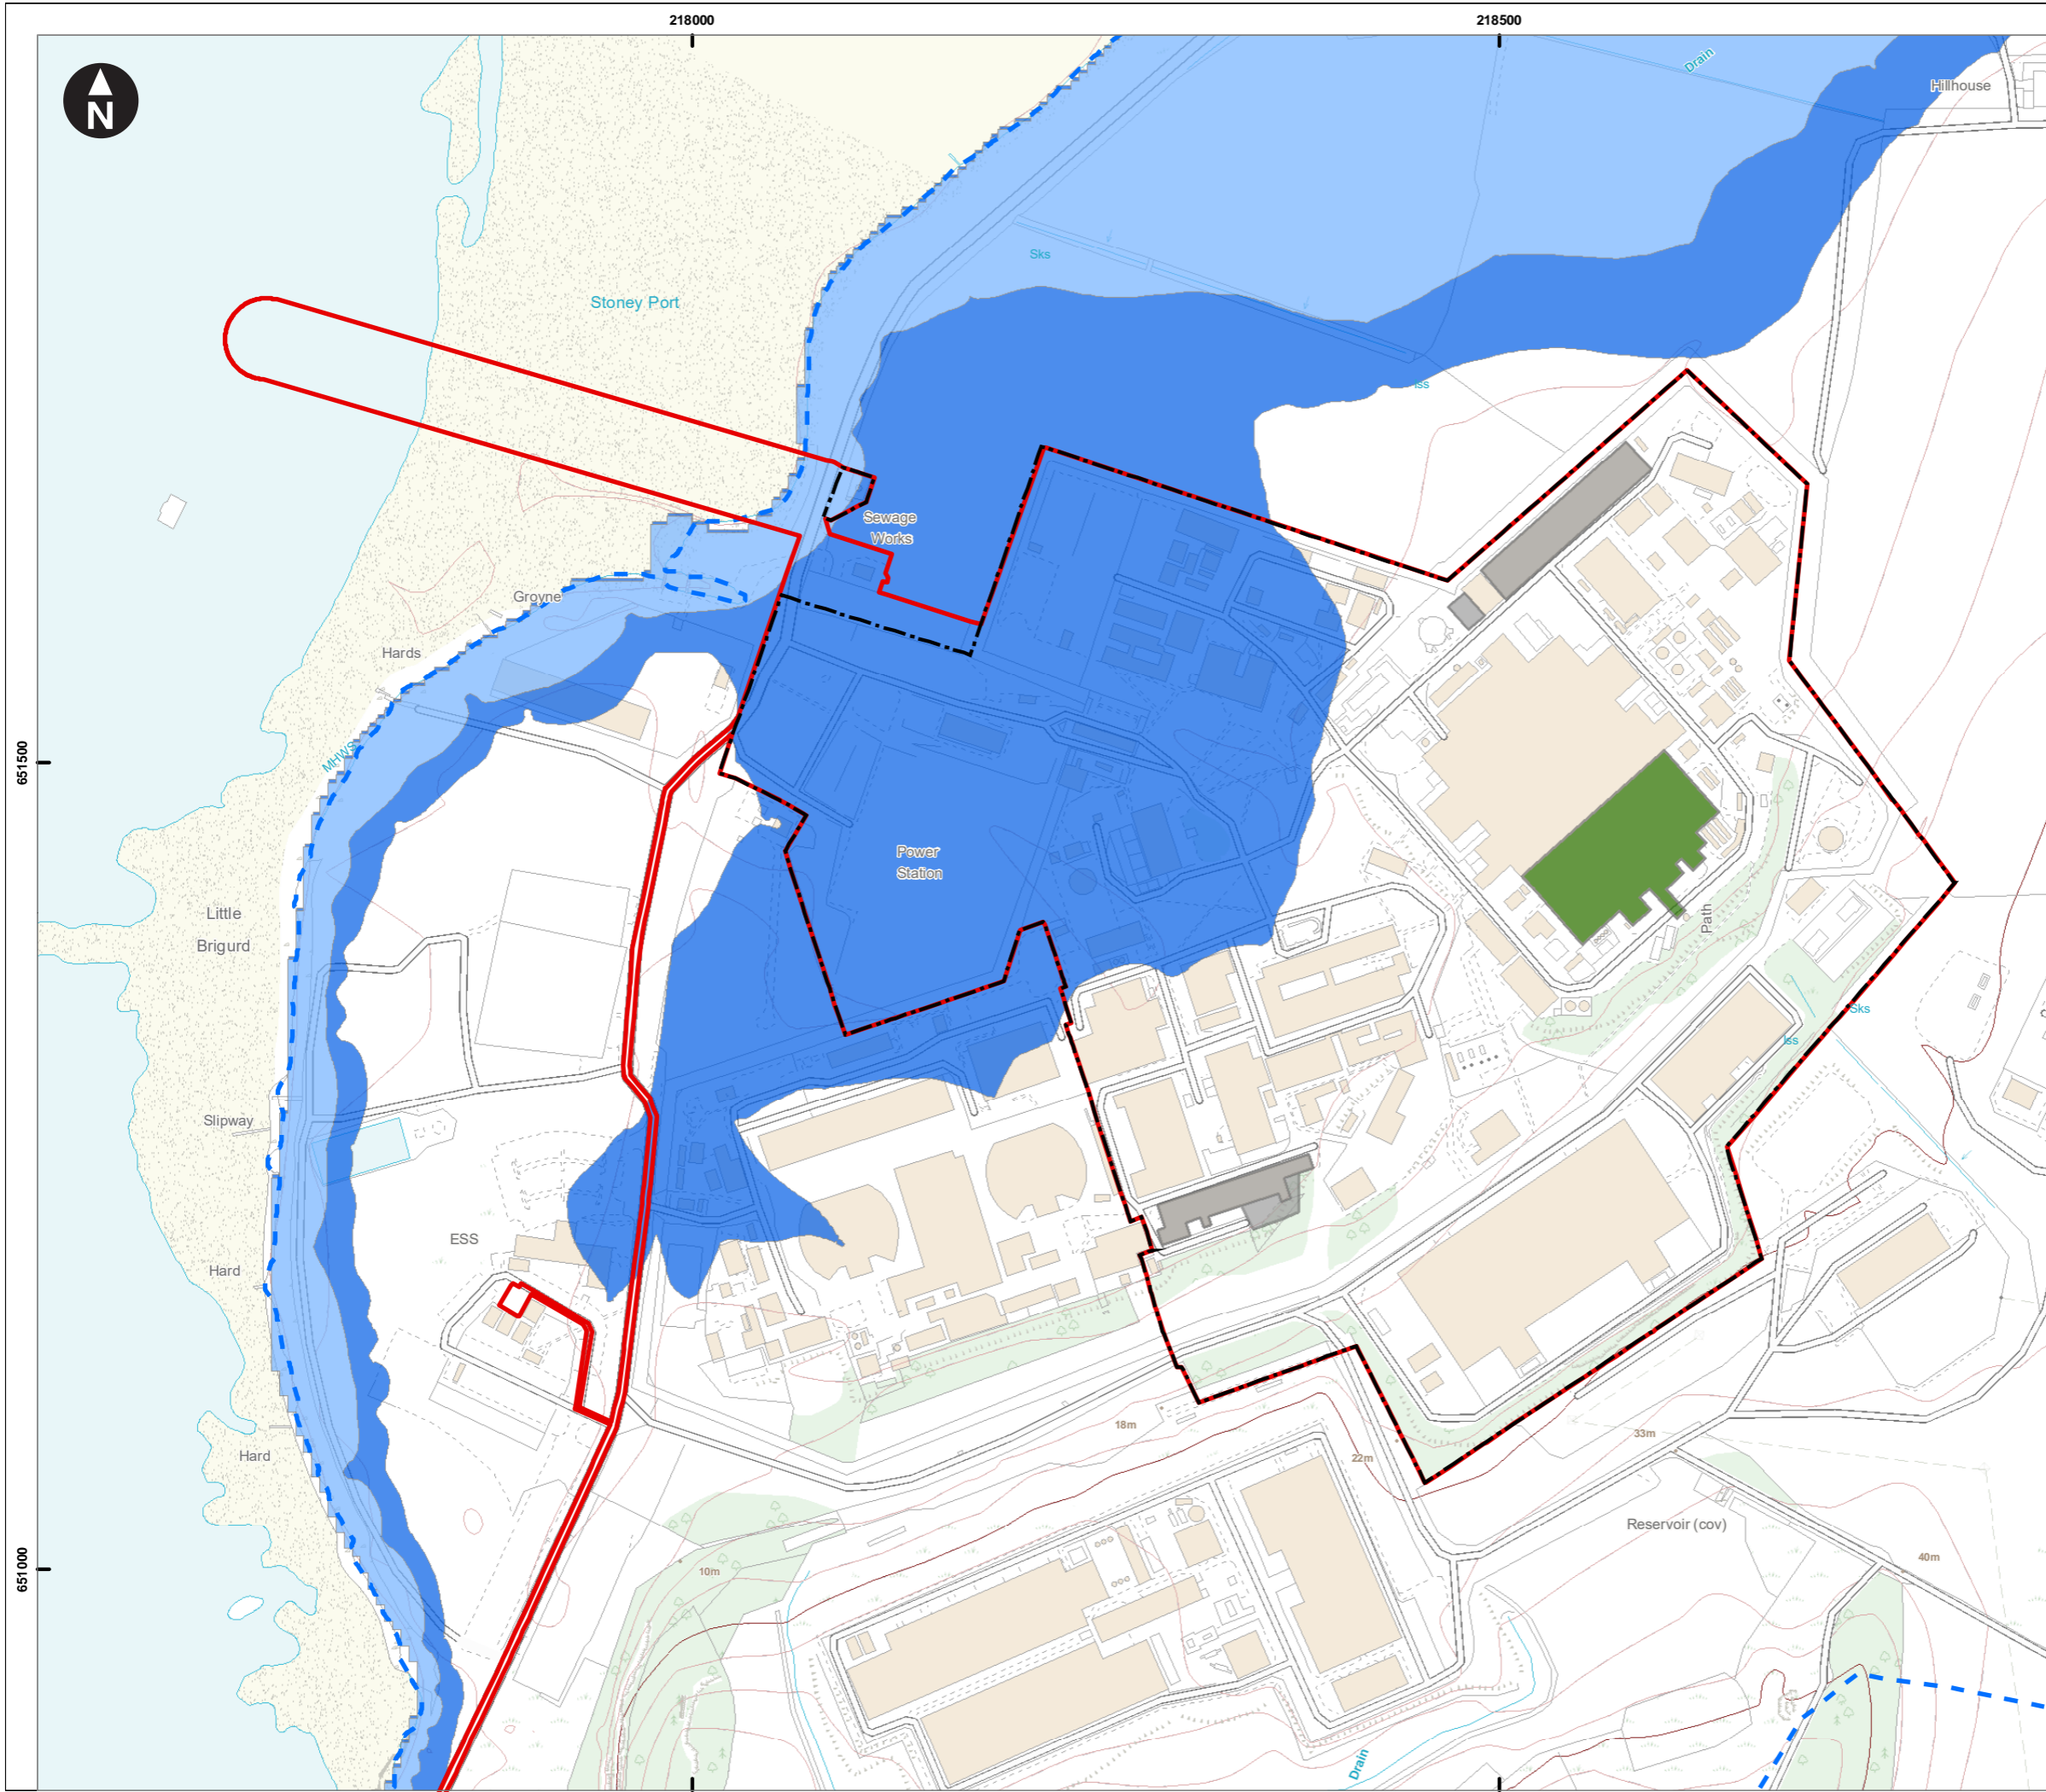 218000
218500
N
Drain
Hillhouse
Sks
Stoney Port
Iss
Sewage
Works
Groyne
Hards
MHWS
651500
Power
Station
Little
Brigurd
Path
Sks
Iss
Slipway
ESS
Hard
18m
33m
22m
Hard
Reservoir (cov)
40m
651000
10m
Drain